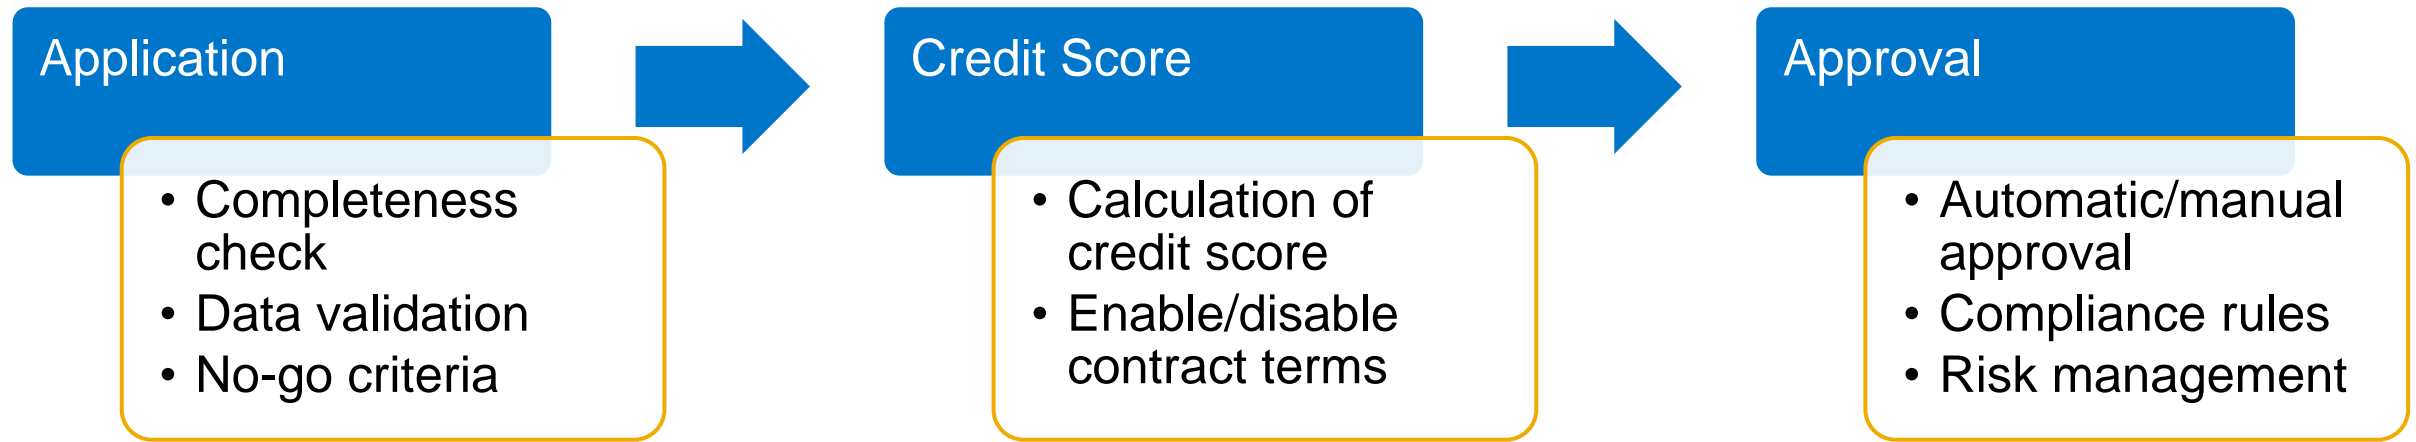 Application
• Completeness
check
• Data validation
• No-go criteria
Credit Score
• Calculation of
credit score
• Enable/disable
contract terms
Approval
• Automatic/manual
approval
• Compliance rules
• Risk management